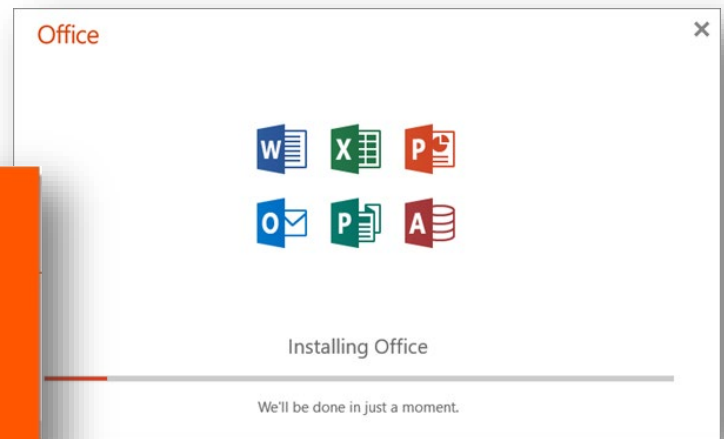 Office
W X P
O P A
Installing Office
We'll be done in just a moment.